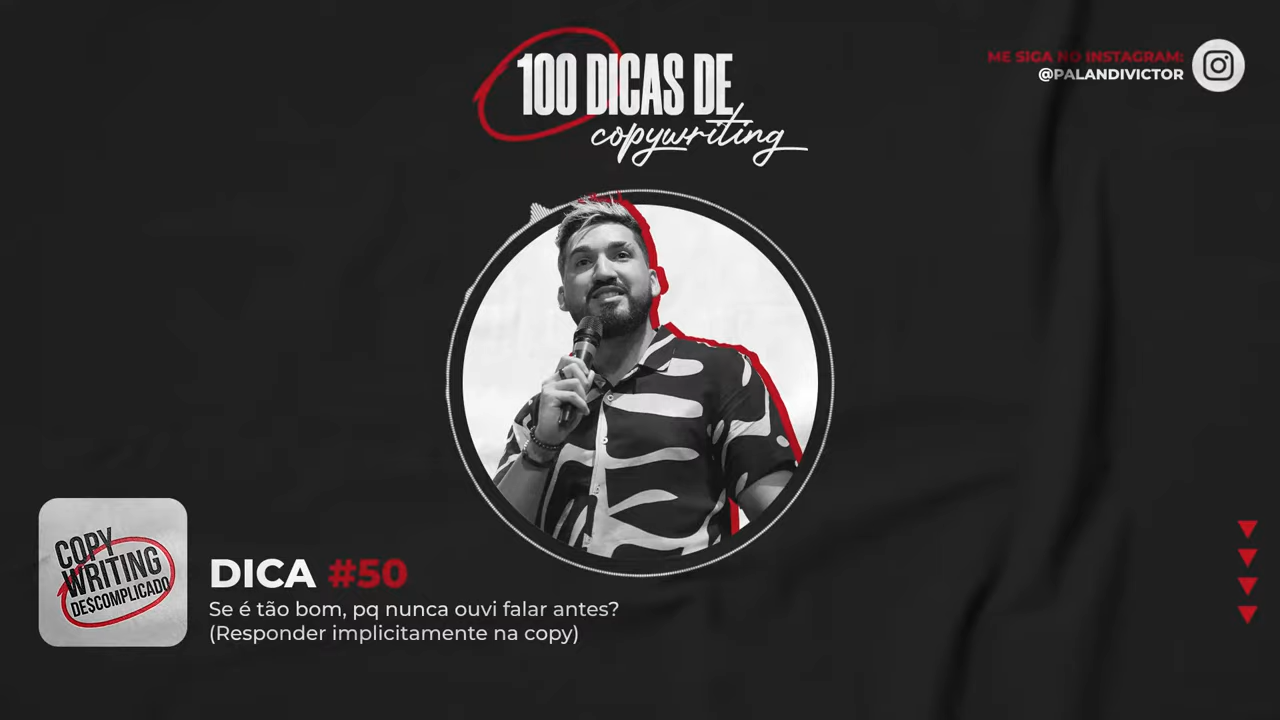 100 DICAS DE
copywriting
ME SIGA NO INSTAGRAM:
@PALANDIVICTOR
COPY
WRITING
DESCOMPLICADO
DICA #50
Se é tão bom, pq nunca ouvi falar antes?
(Responder implicitamente na copy)